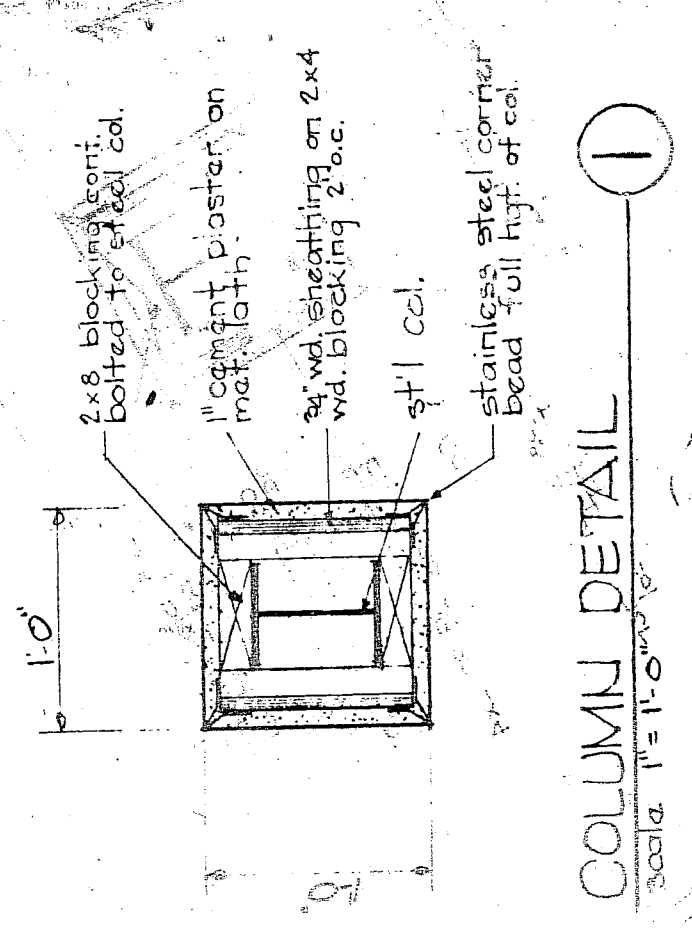 2x8 blocking cont.
bolted to steel col.
1" cement plaster on
met. lath.
3/4" wd. sheathing on 2x4
wd. blocking 2' o.c.
st'l col.
stainless steel corner
bead full hgt. of col.
1'-0"
1'-0"
COLUMN DETAIL
scale 1" = 1'-0"
1